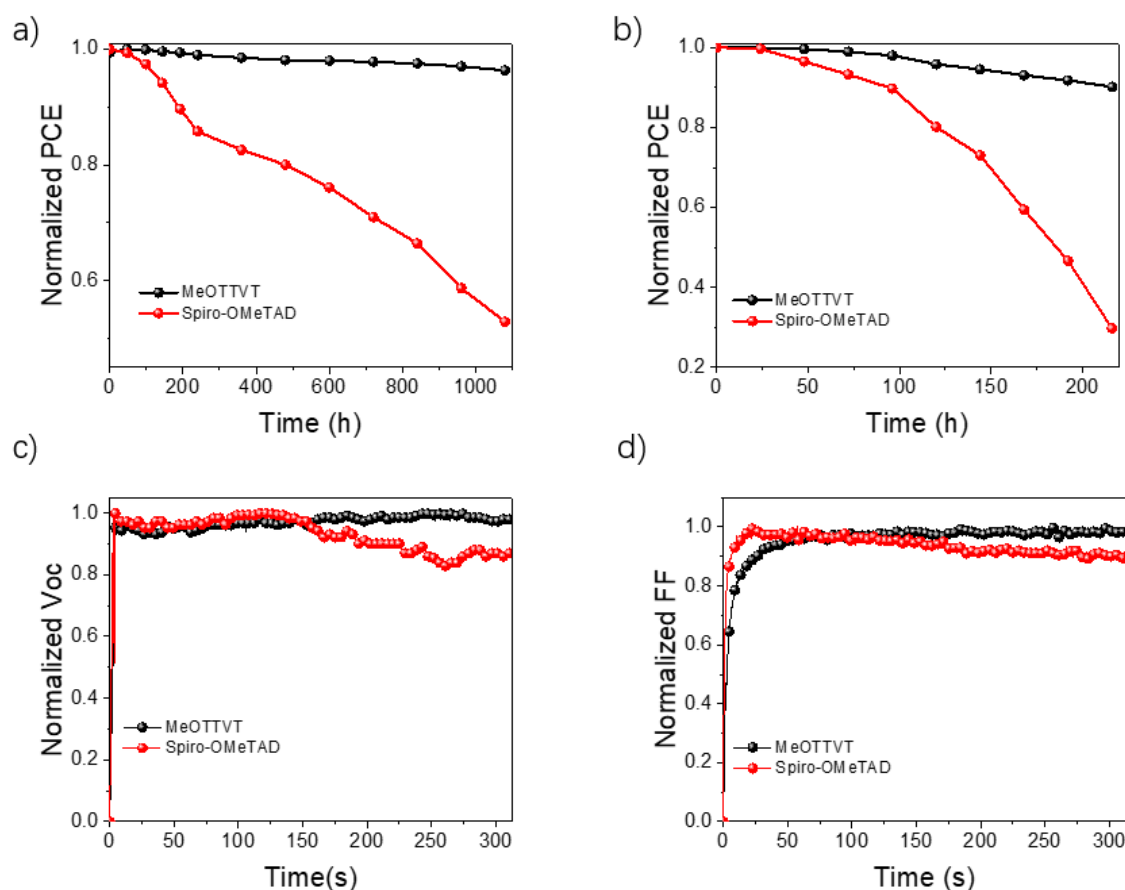 a)
Normalized PCE
1.0
0.8
0.6
MeOTTVT
Spiro-OMeTAD
0
200
400
600
800
1000
Time (h)
b)
Normalized PCE
1.0
0.8
0.6
0.4
0.2
MeOTTVT
Spiro-OMeTAD
0
50
100
150
200
Time (h)
c)
Normalized Voc
1.0
0.8
0.6
0.4
0.2
0.0
MeOTTVT
Spiro-OMeTAD
0
50
100
150
200
250
300
Time(s)
d)
Normalized FF
1.0
0.8
0.6
0.4
0.2
0.0
MeOTTVT
Spiro-OMeTAD
0
50
100
150
200
250
300
Time (s)